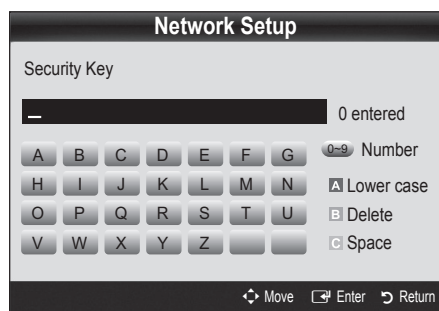 Network Setup
Security Key
0 entered
A B C D E F G 0~9 Number
H I J K L M N A Lower case
O P Q R S T U B Delete
V W X Y Z C Space
Move Enter Return